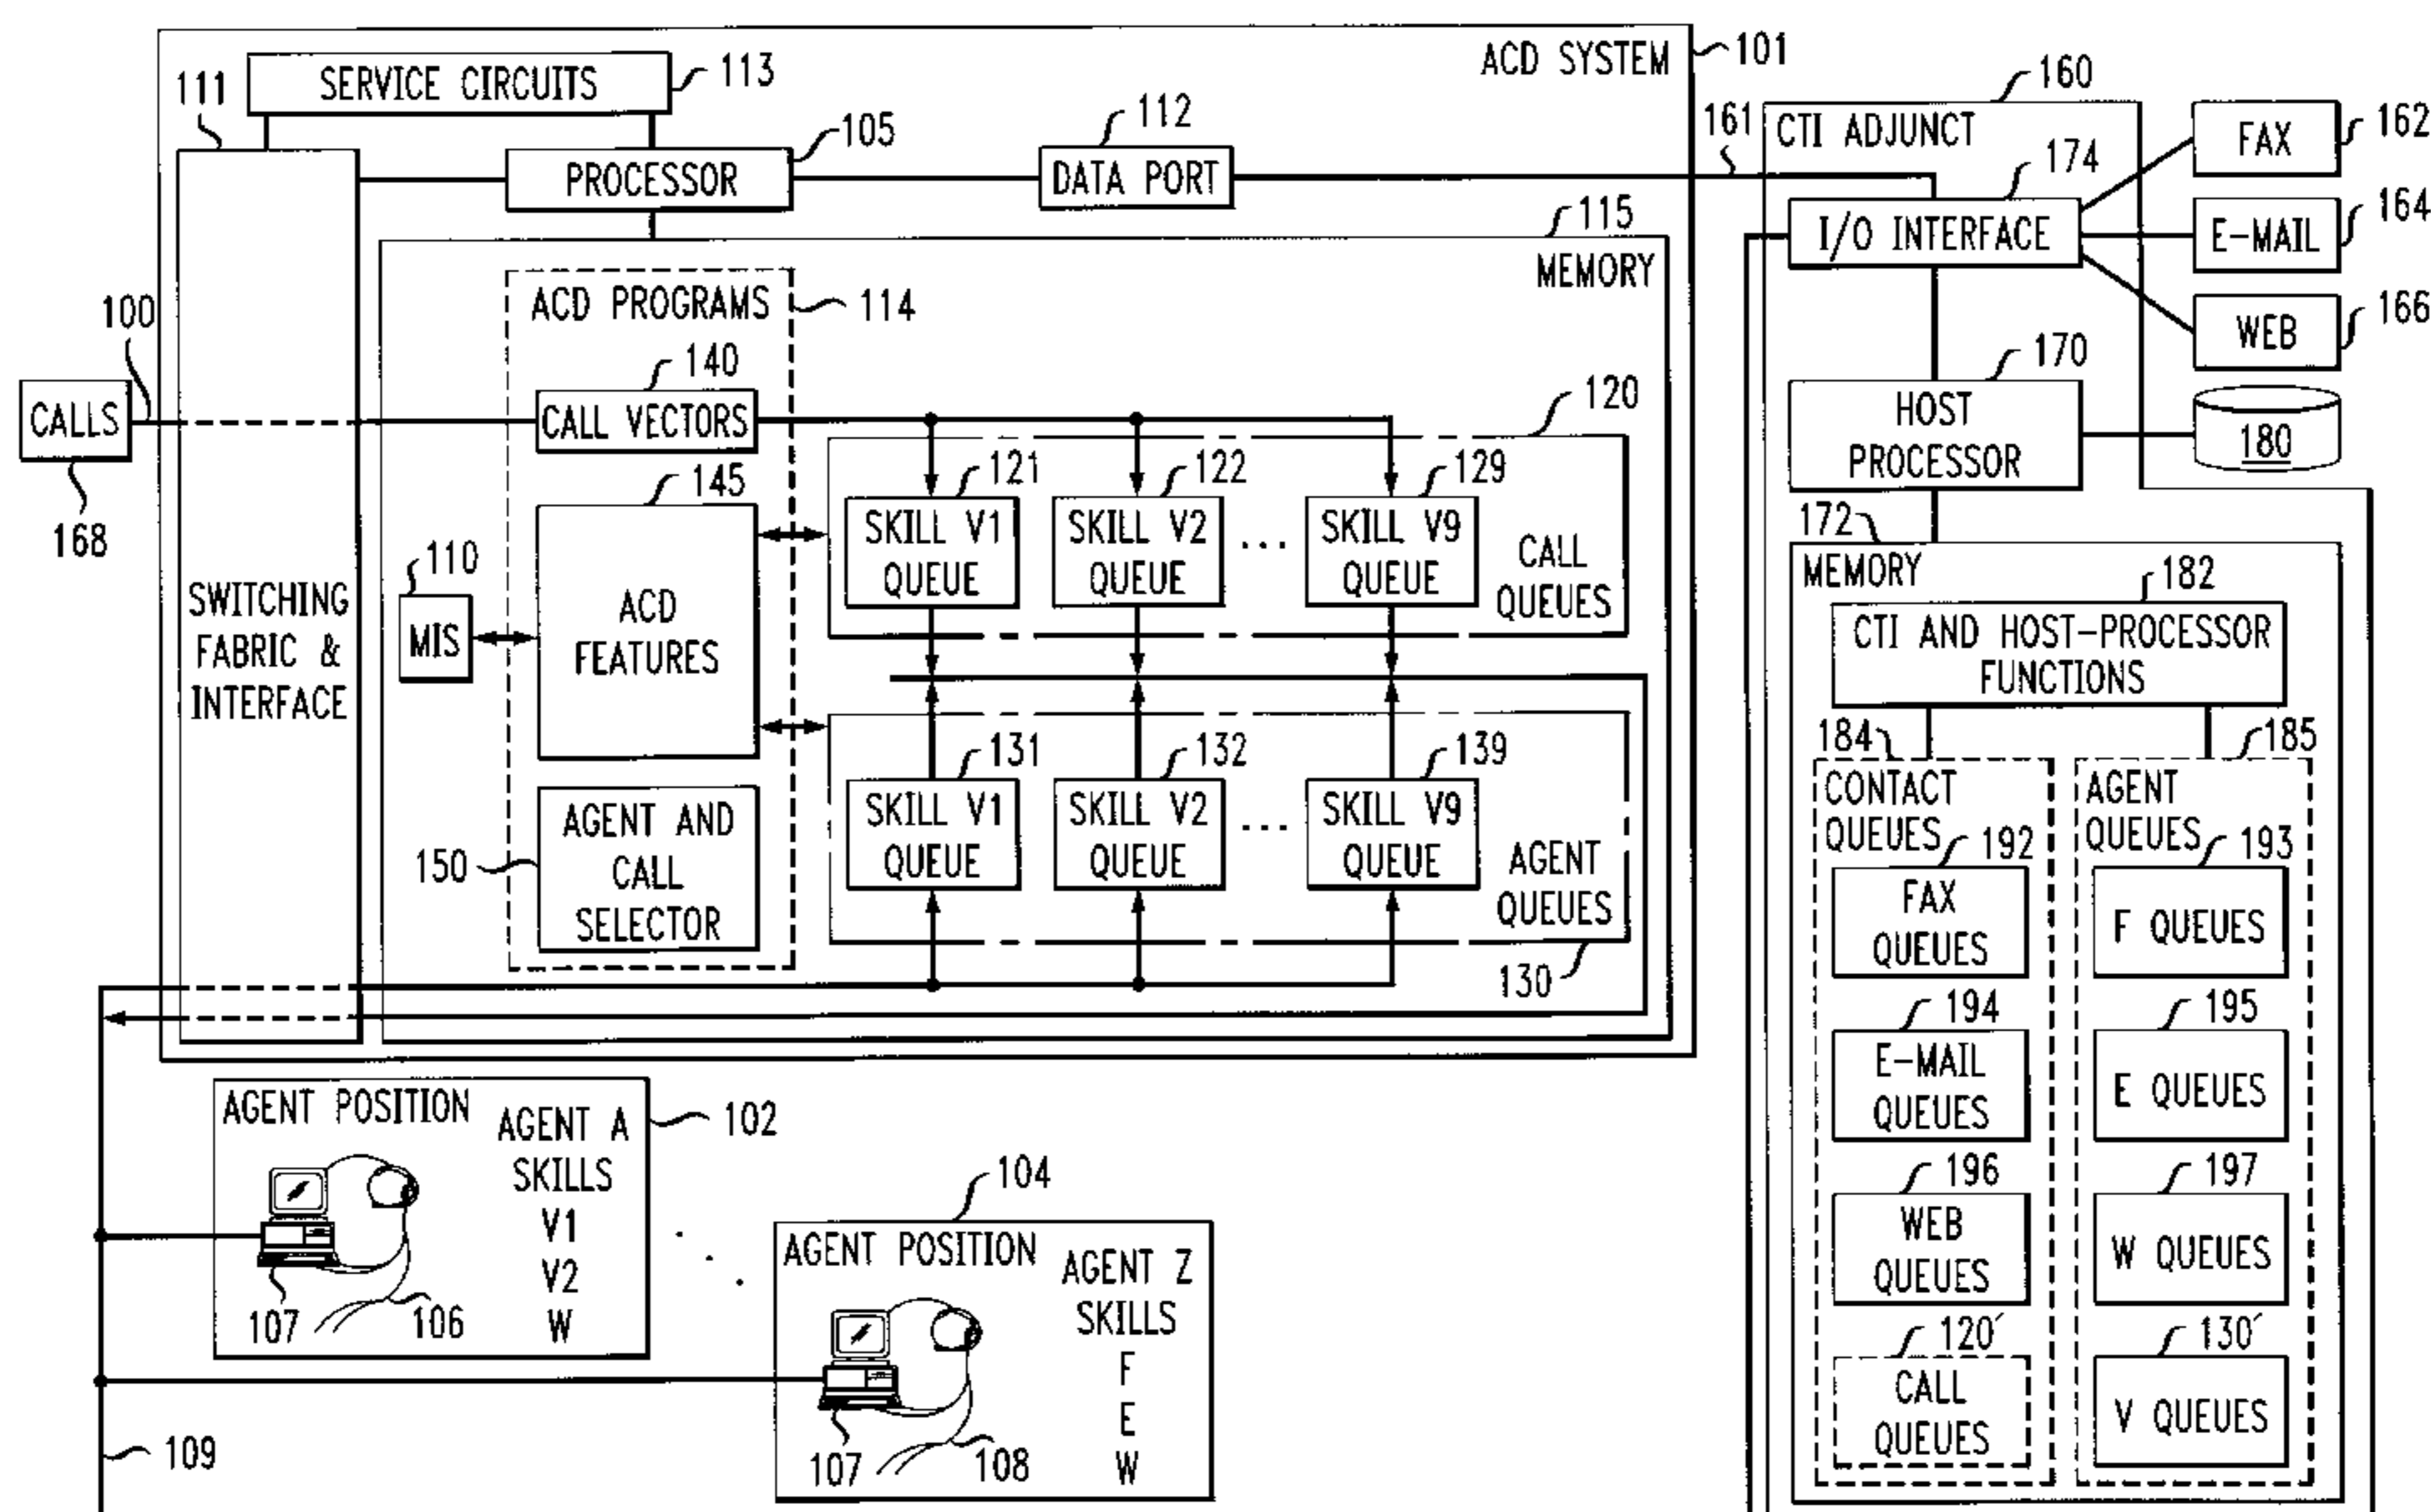 ACD SYSTEM
101
SERVICE CIRCUITS
113
111
PROCESSOR
105
DATA PORT
112
161
CTI ADJUNCT
160
I/O INTERFACE
174
FAX
162
E-MAIL
164
WEB
166
HOST
PROCESSOR
170
180
115
MEMORY
ACD PROGRAMS
114
100
CALLS
168
SWITCHING
FABRIC &
INTERFACE
140
CALL VECTORS
145
ACD
FEATURES
110
MIS
150
AGENT AND
CALL
SELECTOR
120
121
SKILL V1
QUEUE
122
SKILL V2
QUEUE
...
129
SKILL V9
QUEUE
CALL
QUEUES
131
SKILL V1
QUEUE
132
SKILL V2
QUEUE
...
139
SKILL V9
QUEUE
AGENT
QUEUES
130
172
MEMORY
182
CTI AND HOST-PROCESSOR
FUNCTIONS
184
CONTACT
QUEUES
192
FAX
QUEUES
194
E-MAIL
QUEUES
196
WEB
QUEUES
120′
CALL
QUEUES
185
AGENT
QUEUES
193
F QUEUES
195
E QUEUES
197
W QUEUES
130′
V QUEUES
AGENT POSITION
102
AGENT A
SKILLS
V1
V2
W
107
106
104
AGENT POSITION
AGENT Z
SKILLS
F
E
W
107
108
109